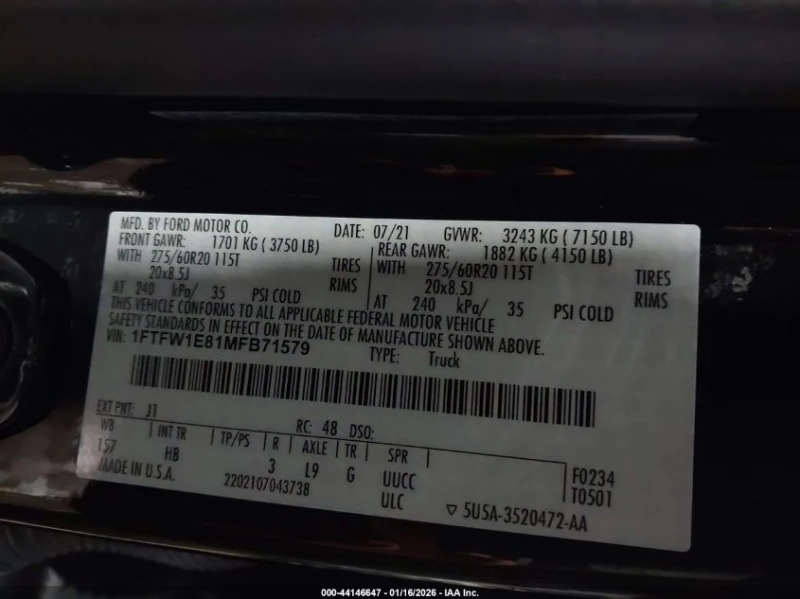 MFD. BY FORD MOTOR CO. DATE: 07/21 GVWR: 3243 KG ( 7150 LB)
FRONT GAWR: 1701 KG ( 3750 LB) REAR GAWR: 1882 KG ( 4150 LB)
WITH 275/60R20 115T TIRES WITH 275/60R20 115T TIRES
20x8.5J RIMS 20x8.5J RIMS
AT 240 kPa/ 35 PSI COLD AT 240 kPa/ 35 PSI COLD
THIS VEHICLE CONFORMS TO ALL APPLICABLE FEDERAL MOTOR VEHICLE
SAFETY STANDARDS IN EFFECT ON THE DATE OF MANUFACTURE SHOWN ABOVE.
VIN: 1FTFW1E81MFB71579 TYPE: Truck
EXT PNT: J1 RC: 48 DSO:
WB INT TR TP/PS R AXLE TR SPR
157 HB 3 L9 G UUCC F0234
MADE IN U.S.A. 2202107043738 ULC T0501
5U5A-3520472-AA
000-44146647 - 01/16/2026 - IAA Inc.